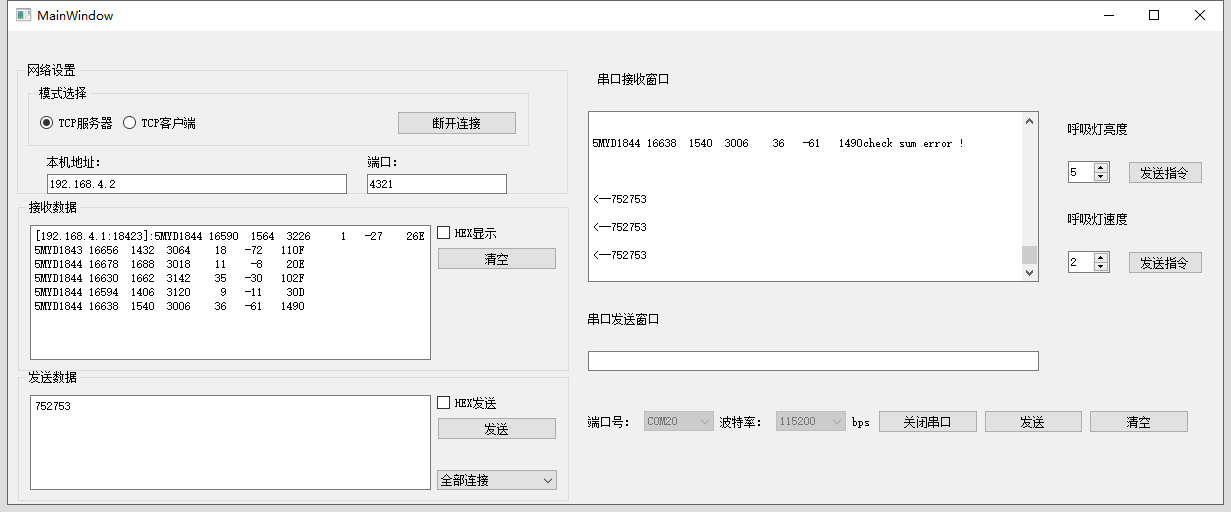 MainWindow
网络设置
模式选择
TCP服务器 TCP客户端 断开连接
本机地址: 端口:
192.168.4.2 4321
接收数据
[192.168.4.1:18423]:5MYD1844 16590 1564 3226 1 -27 26E
5MYD1843 16656 1432 3064 18 -72 110F
5MYD1844 16678 1688 3018 11 -8 20E
5MYD1844 16630 1662 3142 35 -30 102F
5MYD1844 16594 1406 3120 9 -11 30D
5MYD1844 16638 1540 3006 36 -61 1490
HEX显示
清空
发送数据
752753
HEX发送
发送
全部连接
串口接收窗口
5MYD1844 16638 1540 3006 36 -61 1490check sum error !
<--752753
<--752753
<--752753
呼吸灯亮度
5 发送指令
呼吸灯速度
2 发送指令
串口发送窗口
端口号: COM20 波特率: 115200 bps 关闭串口 发送 清空